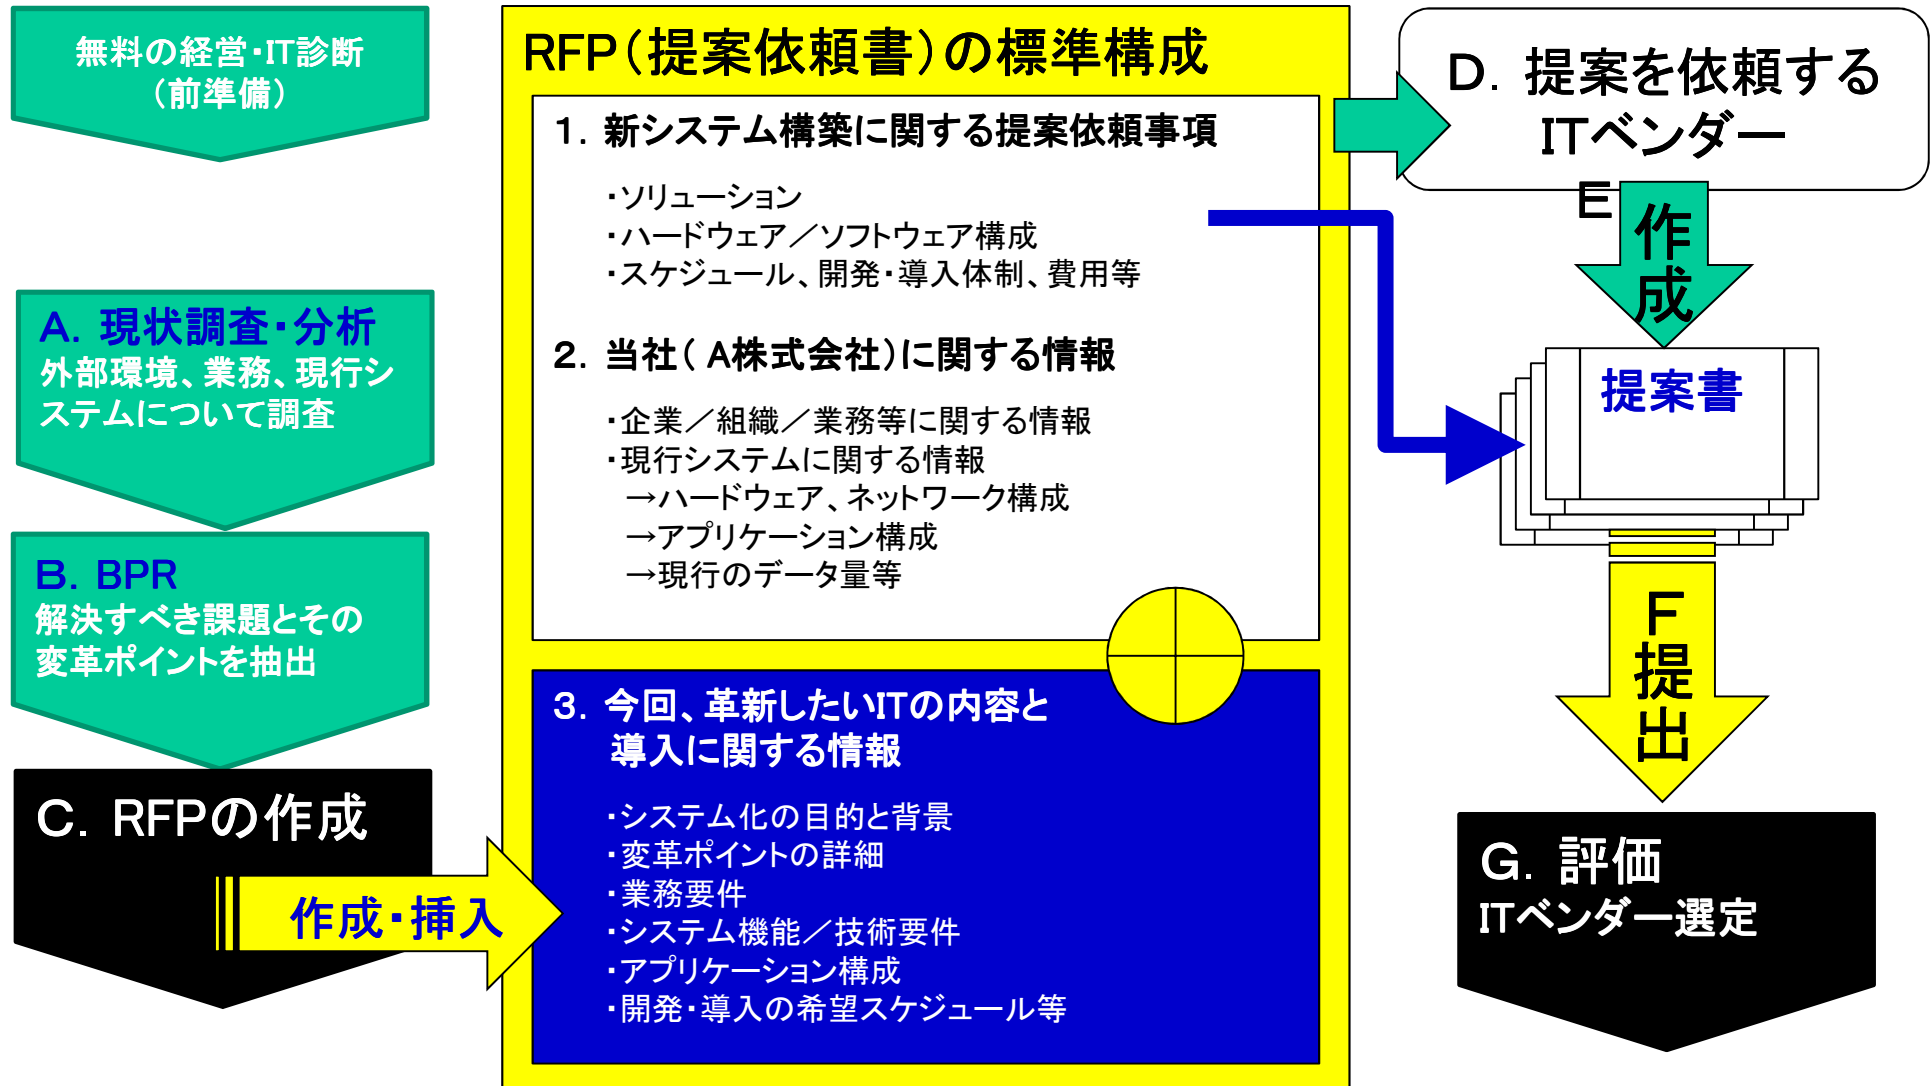 無料の経営・IT診断
（前準備）
A．現状調査・分析
外部環境、業務、現行シ
ステムについて調査
B．BPR
解決すべき課題とその
変革ポイントを抽出
C．RFPの作成
作成・挿入
RFP（提案依頼書）の標準構成
１．新システム構築に関する提案依頼事項
・ソリューション
・ハードウェア／ソフトウェア構成
・スケジュール、開発・導入体制、費用等
２．当社（ A株式会社）に関する情報
・企業／組織／業務等に関する情報
・現行システムに関する情報
→ハードウェア、ネットワーク構成
→アプリケーション構成
→現行のデータ量等
３．今回、革新したいITの内容と
導入に関する情報
・システム化の目的と背景
・変革ポイントの詳細
・業務要件
・システム機能／技術要件
・アプリケーション構成
・開発・導入の希望スケジュール等
D．提案を依頼する
ITベンダー
E
作成
提案書
F提出
G．評価
ITベンダー選定